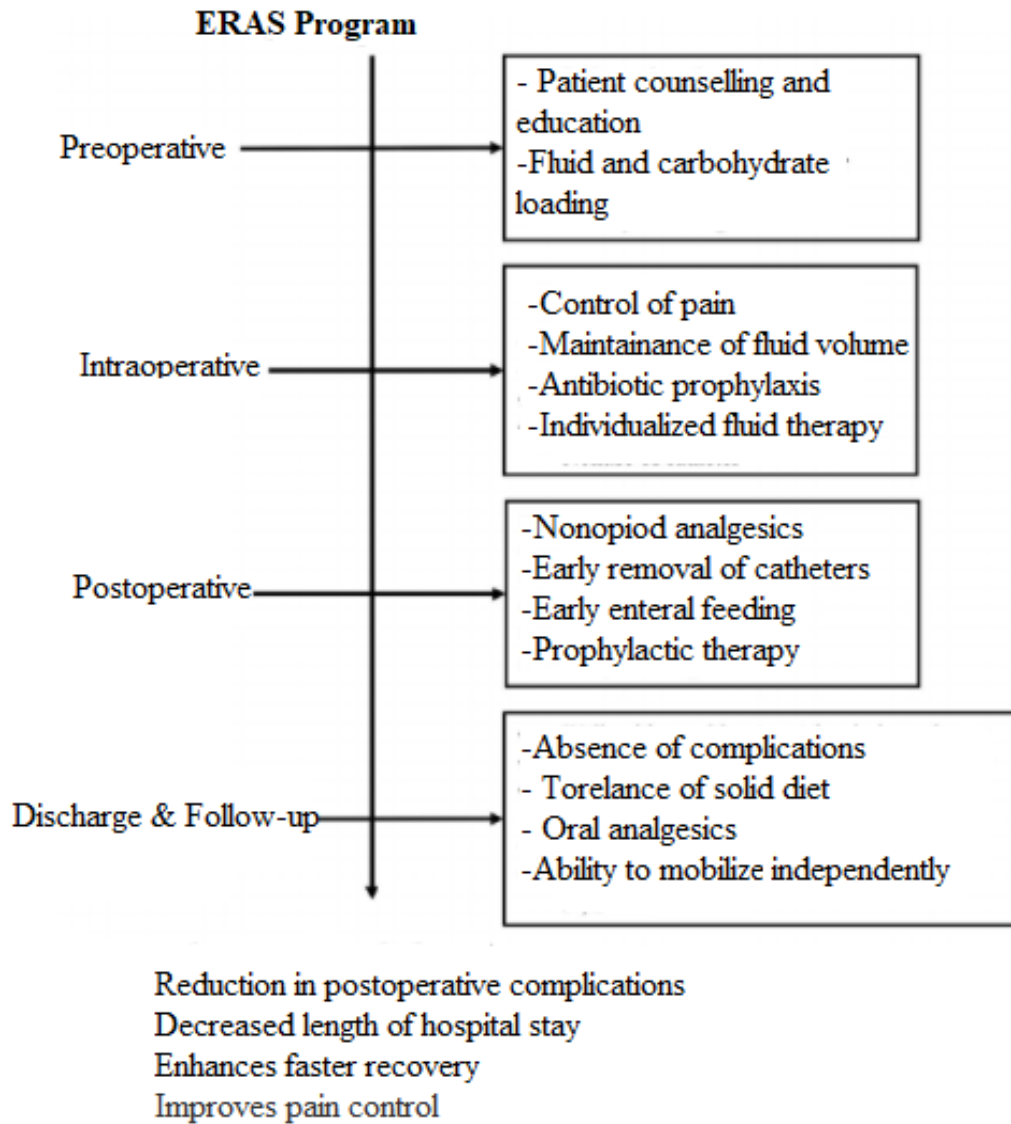 ERAS Program
Preoperative
- Patient counselling and
education
-Fluid and carbohydrate
loading
Intraoperative
-Control of pain
-Maintainance of fluid volume
-Antibiotic prophylaxis
-Individualized fluid therapy
Postoperative
-Nonopiod analgesics
-Early removal of catheters
-Early enteral feeding
-Prophylactic therapy
Discharge & Follow-up
-Absence of complications
- Torelance of solid diet
- Oral analgesics
-Ability to mobilize independently
Reduction in postoperative complications
Decreased length of hospital stay
Enhances faster recovery
Improves pain control